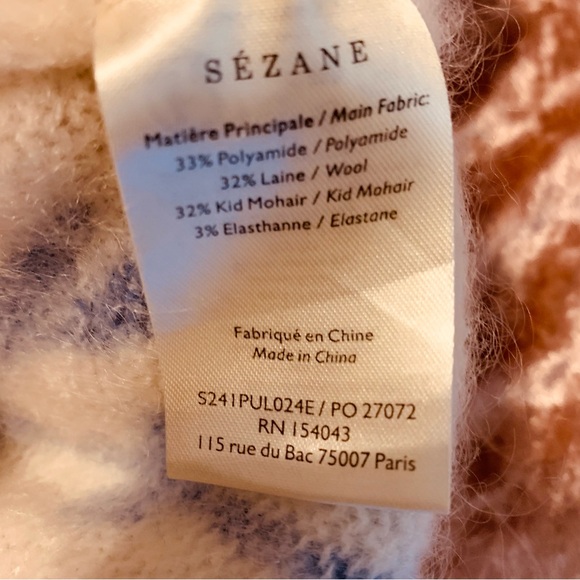 SÉZANE
Matière Principale / Main Fabric:
33% Polyamide / Polyamide
32% Laine / Wool
32% Kid Mohair / Kid Mohair
3% Elasthanne / Elastane
Fabriqué en Chine
Made in China
S241PUL024E / PO 27072
RN 154043
115 rue du Bac 75007 Paris